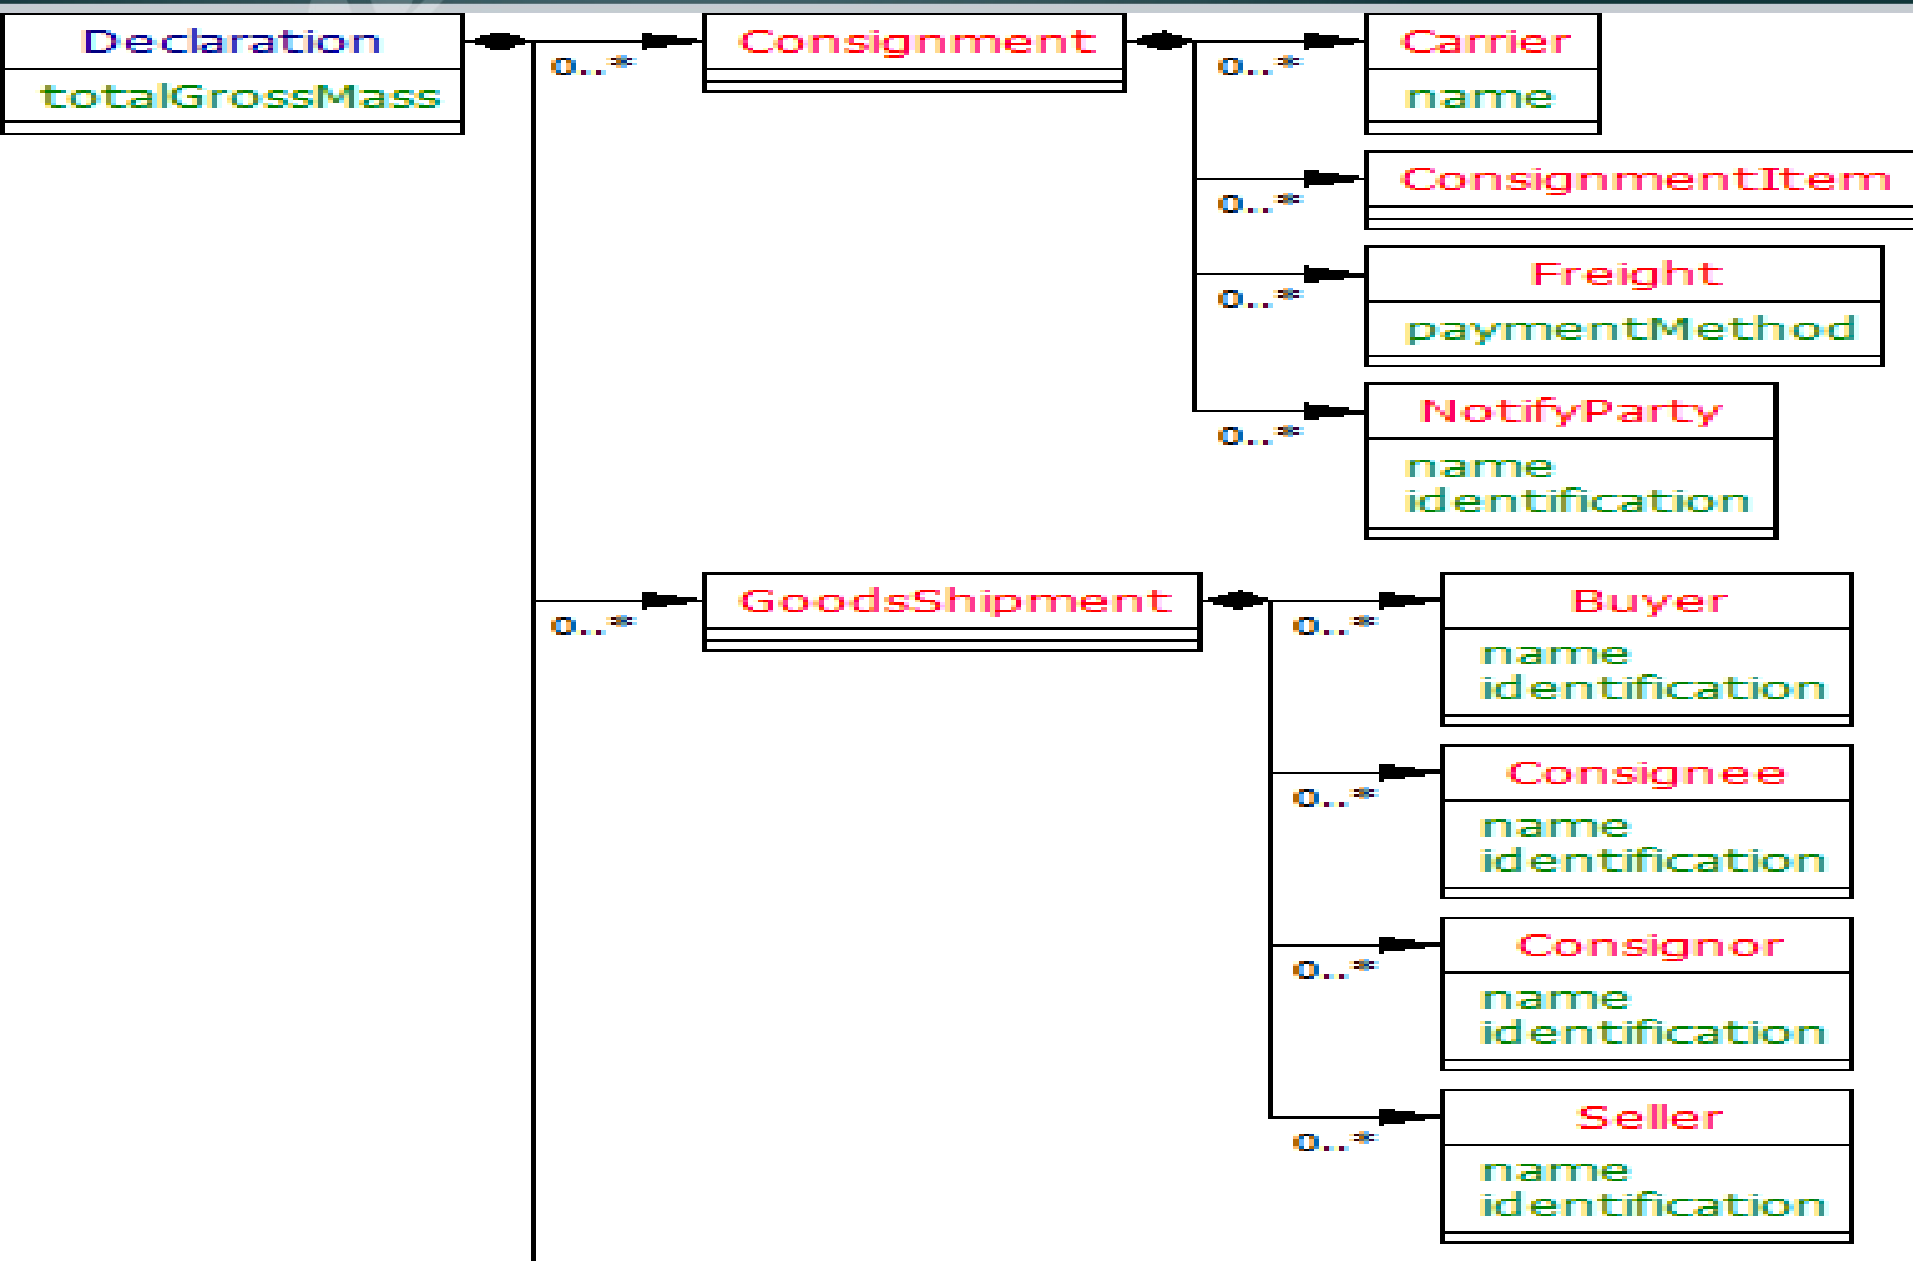 Declaration
totalGrossMass
0..*
Consignment
0..*
Carrier
name
0..*
ConsignmentItem
0..*
Freight
paymentMethod
0..*
NotifyParty
name
identification
0..*
GoodsShipment
0..*
Buyer
name
identification
0..*
Consignee
name
identification
0..*
Consignor
name
identification
0..*
Seller
name
identification